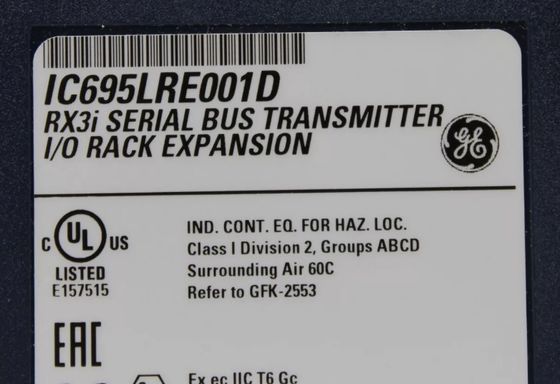 IC695LRE001D
RX3i SERIAL BUS TRANSMITTER
I/O RACK EXPANSION
GE
C UL US
LISTED
E157515
IND. CONT. EQ. FOR HAZ. LOC.
Class I Division 2, Groups ABCD
Surrounding Air 60C
Refer to GFK-2553
EAC
Ex ec IIC T6 Gc